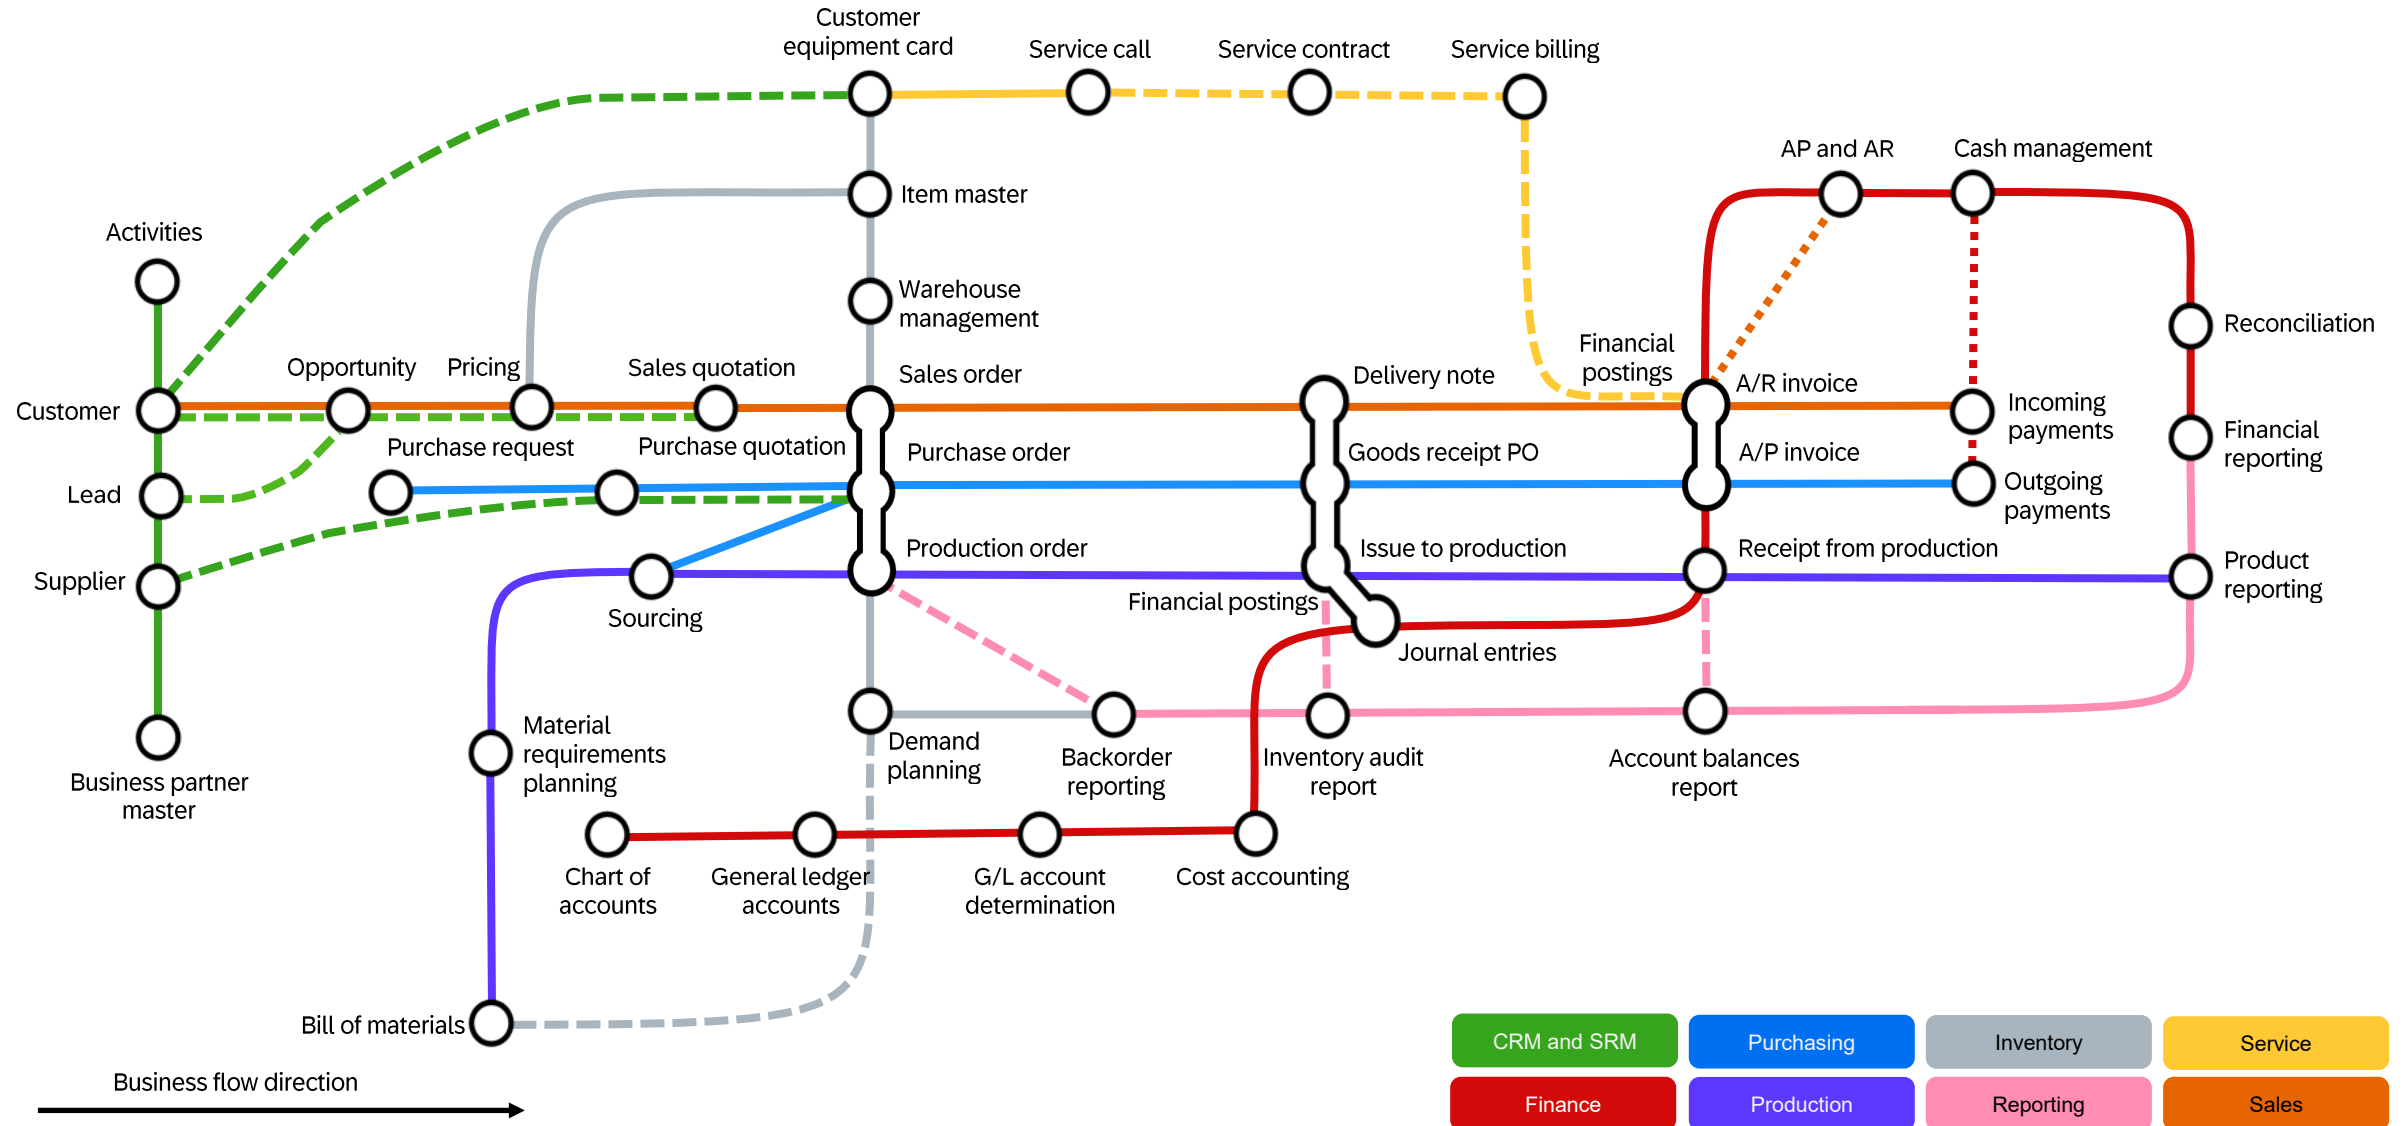 Customer
equipment card
Service call
Service contract
Service billing
AP and AR
Cash management
Item master
Activities
Warehouse
management
Reconciliation
Financial
postings
Opportunity
Pricing
Sales quotation
Sales order
Delivery note
A/R invoice
Customer
Incoming
payments
Financial
reporting
Purchase request
Purchase quotation
Purchase order
Goods receipt PO
A/P invoice
Lead
Outgoing
payments
Production order
Issue to production
Receipt from production
Product
reporting
Supplier
Sourcing
Financial postings
Journal entries
Material
requirements
planning
Demand
planning
Backorder
reporting
Inventory audit
report
Account balances
report
Business partner
master
Chart of
accounts
General ledger
accounts
G/L account
determination
Cost accounting
Bill of materials
Business flow direction
CRM and SRM
Purchasing
Inventory
Service
Finance
Production
Reporting
Sales